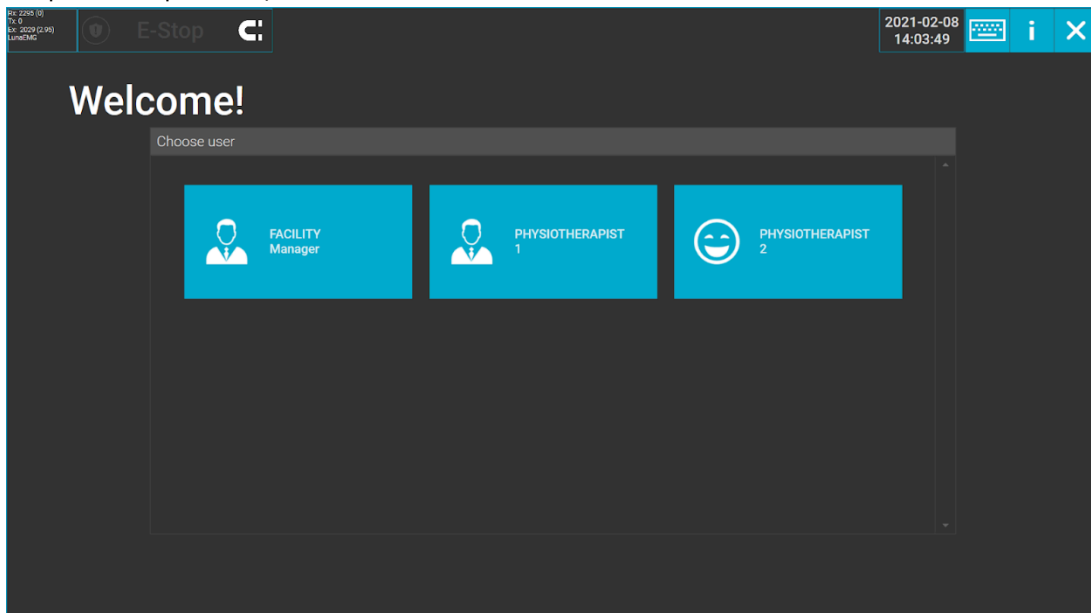 Rx: 2295 (0)
Tx: 0
Ex: 2029 (2.95)
LunaEMG
E-Stop
2021-02-08
14:03:49
i
Welcome!
Choose user
FACILITY
Manager
PHYSIOTHERAPIST
1
PHYSIOTHERAPIST
2